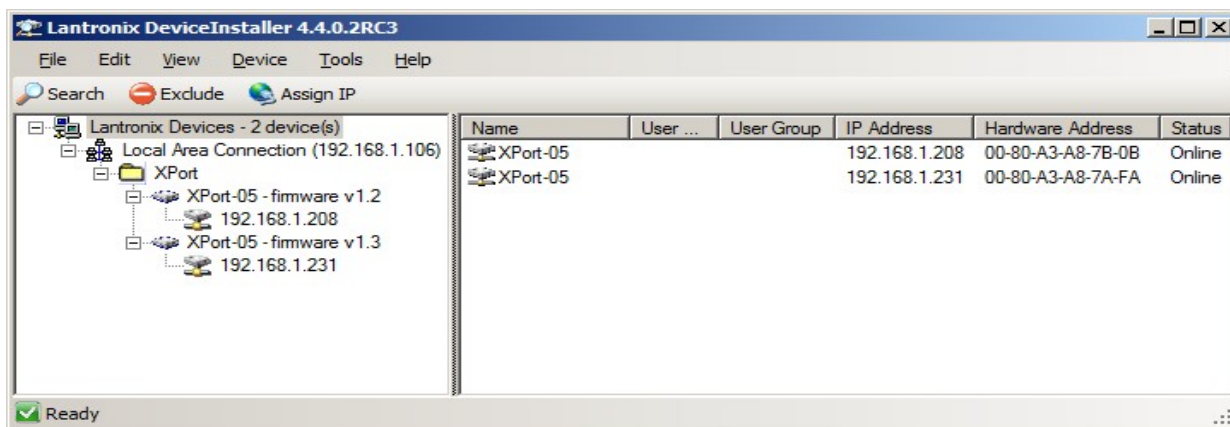 Lantronix DeviceInstaller 4.4.0.2RC3
File Edit View Device Tools Help
Search Exclude Assign IP
Lantronix Devices - 2 device(s)
Local Area Connection (192.168.1.106)
XPort
XPort-05 - firmware v1.2
192.168.1.208
XPort-05 - firmware v1.3
192.168.1.231
Name User ... User Group IP Address Hardware Address Status
XPort-05 192.168.1.208 00-80-A3-A8-7B-0B Online
XPort-05 192.168.1.231 00-80-A3-A8-7A-FA Online
Ready